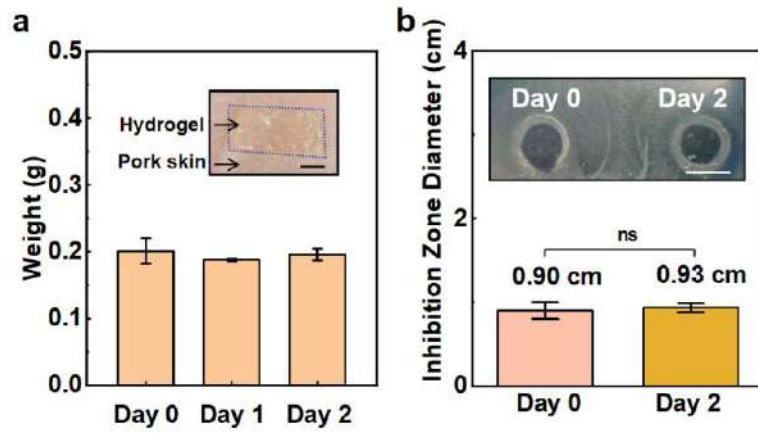 a
Weight (g)
0.5
0.4
0.3
0.2
0.1
0.0
Hydrogel
Pork skin
Day 0 Day 1 Day 2
b
Inhibition Zone Diameter (cm)
4
2
0
Day 0 Day 2
ns
0.90 cm 0.93 cm
Day 0 Day 2